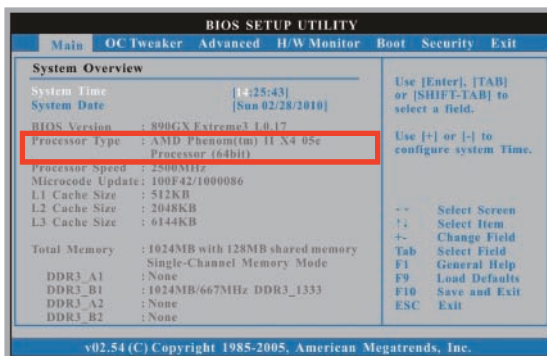 BIOS SETUP UTILITY
Main OC Tweaker Advanced H/W Monitor Boot Security Exit
System Overview
System Time [14:25:43]
System Date [Sun 02/28/2010]
BIOS Version : 890GX Extreme3 1.0.17
Processor Type : AMD Phenom(tm) II X4 05e
Processor (64bit)
Processor Speed : 2500MHz
Microcode Update : 100F42/1000086
L1 Cache Size : 512KB
L2 Cache Size : 2048KB
L3 Cache Size : 6144KB
Total Memory : 1024MB with 128MB shared memory
Single-Channel Memory Mode
DDR3_A1 : None
DDR3_B1 : 1024MB/667MHz DDR3_1333
DDR3_A2 : None
DDR3_B2 : None
Use [Enter], [TAB]
or [SHIFT-TAB] to
select a field.
Use [+] or [-] to
configure system Time.
Select Screen
↑↓ Select Item
+- Change Field
Tab Select Field
F1 General Help
F9 Load Defaults
F10 Save and Exit
ESC Exit
v02.54 (C) Copyright 1985-2005, American Megatrends, Inc.